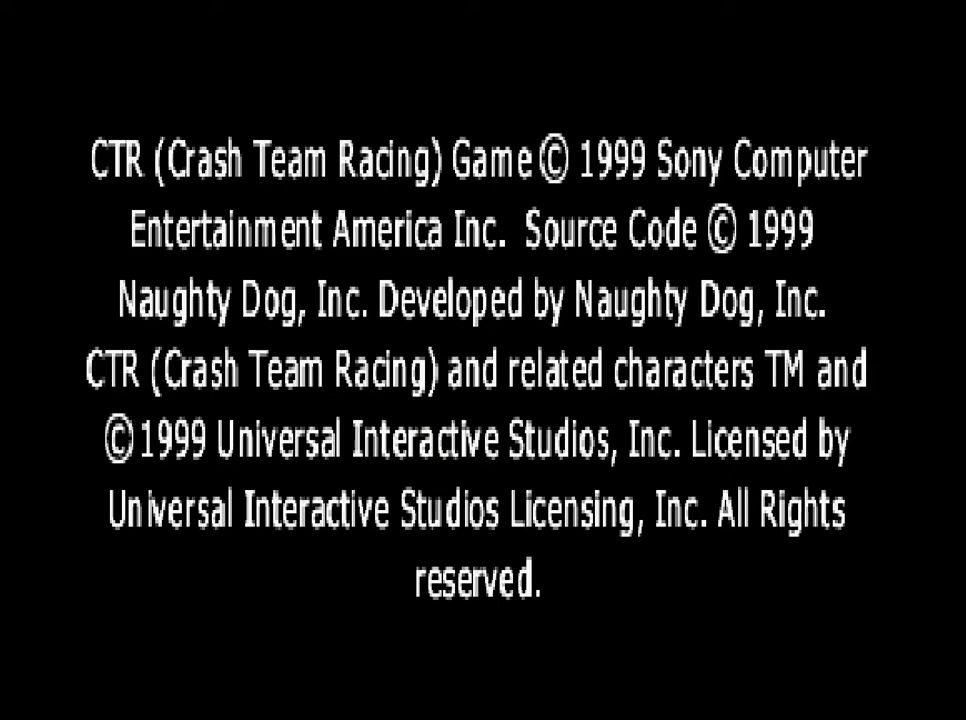 CTR (Crash Team Racing) Game © 1999 Sony Computer
Entertainment America Inc.  Source Code © 1999
Naughty Dog, Inc. Developed by Naughty Dog, Inc.
CTR (Crash Team Racing) and related characters TM and
© 1999 Universal Interactive Studios, Inc. Licensed by
Universal Interactive Studios Licensing, Inc. All Rights
reserved.